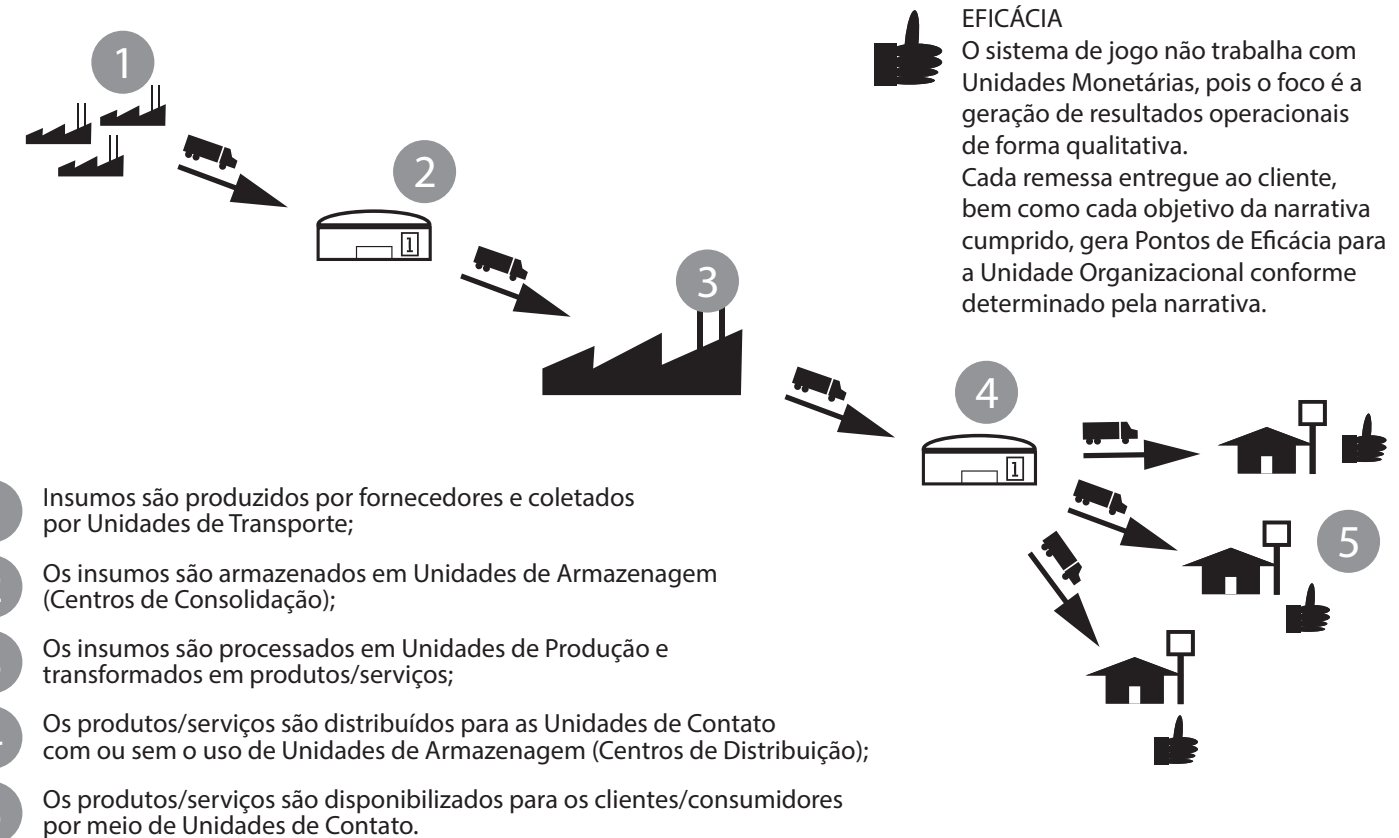 1
2
3
4
5
1
1
EFICÁCIA
O sistema de jogo não trabalha com
Unidades Monetárias, pois o foco é a
geração de resultados operacionais
de forma qualitativa.
Cada remessa entregue ao cliente,
bem como cada objetivo da narrativa
cumprido, gera Pontos de Eficácia para
a Unidade Organizacional conforme
determinado pela narrativa.
Insumos são produzidos por fornecedores e coletados
por Unidades de Transporte;
Os insumos são armazenados em Unidades de Armazenagem
(Centros de Consolidação);
Os insumos são processados em Unidades de Produção e
transformados em produtos/serviços;
Os produtos/serviços são distribuídos para as Unidades de Contato
com ou sem o uso de Unidades de Armazenagem (Centros de Distribuição);
Os produtos/serviços são disponibilizados para os clientes/consumidores
por meio de Unidades de Contato.